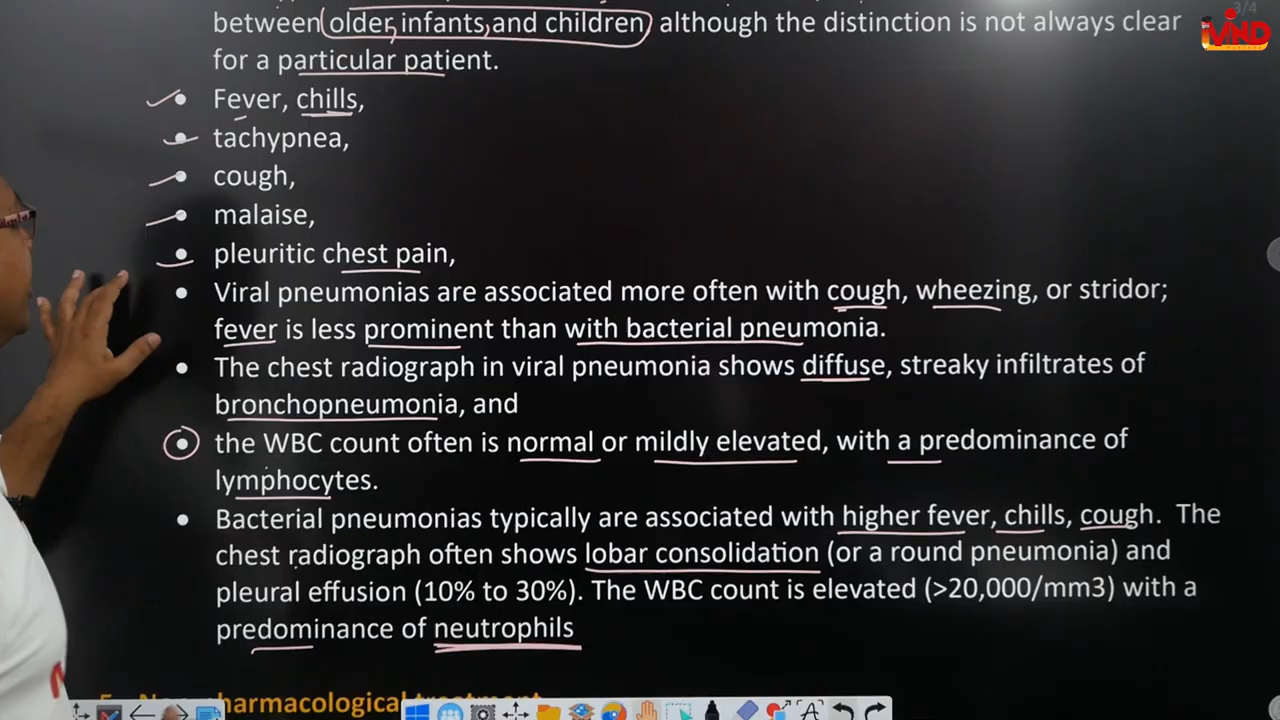 3/4
iMIND
between older, infants, and children, although the distinction is not always clear
for a particular patient.
• Fever, chills,
• tachypnea,
• cough,
• malaise,
• pleuritic chest pain,
• Viral pneumonias are associated more often with cough, wheezing, or stridor;
fever is less prominent than with bacterial pneumonia.
• The chest radiograph in viral pneumonia shows diffuse, streaky infiltrates of
bronchopneumonia, and
• the WBC count often is normal or mildly elevated, with a predominance of
lymphocytes.
• Bacterial pneumonias typically are associated with higher fever, chills, cough. The
chest radiograph often shows lobar consolidation (or a round pneumonia) and
pleural effusion (10% to 30%). The WBC count is elevated (>20,000/mm3) with a
predominance of neutrophils